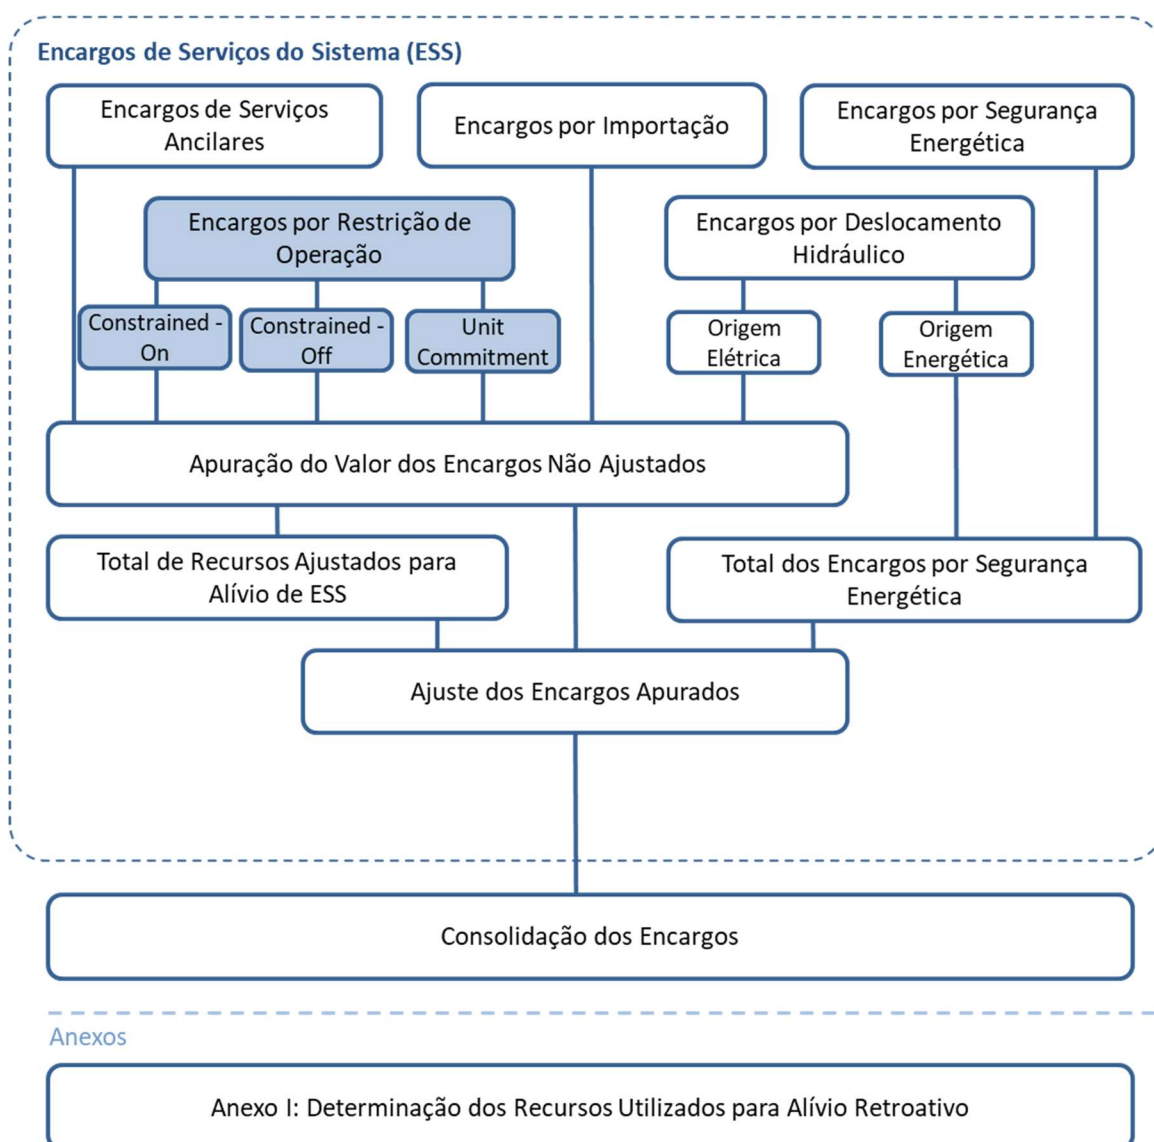 Encargos de Serviços do Sistema (ESS)
Encargos de Serviços
Ancilares
Encargos por Importação
Encargos por Segurança
Energética
Encargos por Restrição de
Operação
Encargos por Deslocamento
Hidráulico
Constrained -
On
Constrained -
Off
Unit
Commitment
Origem
Elétrica
Origem
Energética
Apuração do Valor dos Encargos Não Ajustados
Total de Recursos Ajustados para
Alívio de ESS
Total dos Encargos por Segurança
Energética
Ajuste dos Encargos Apurados
Consolidação dos Encargos
Anexos
Anexo I: Determinação dos Recursos Utilizados para Alívio Retroativo